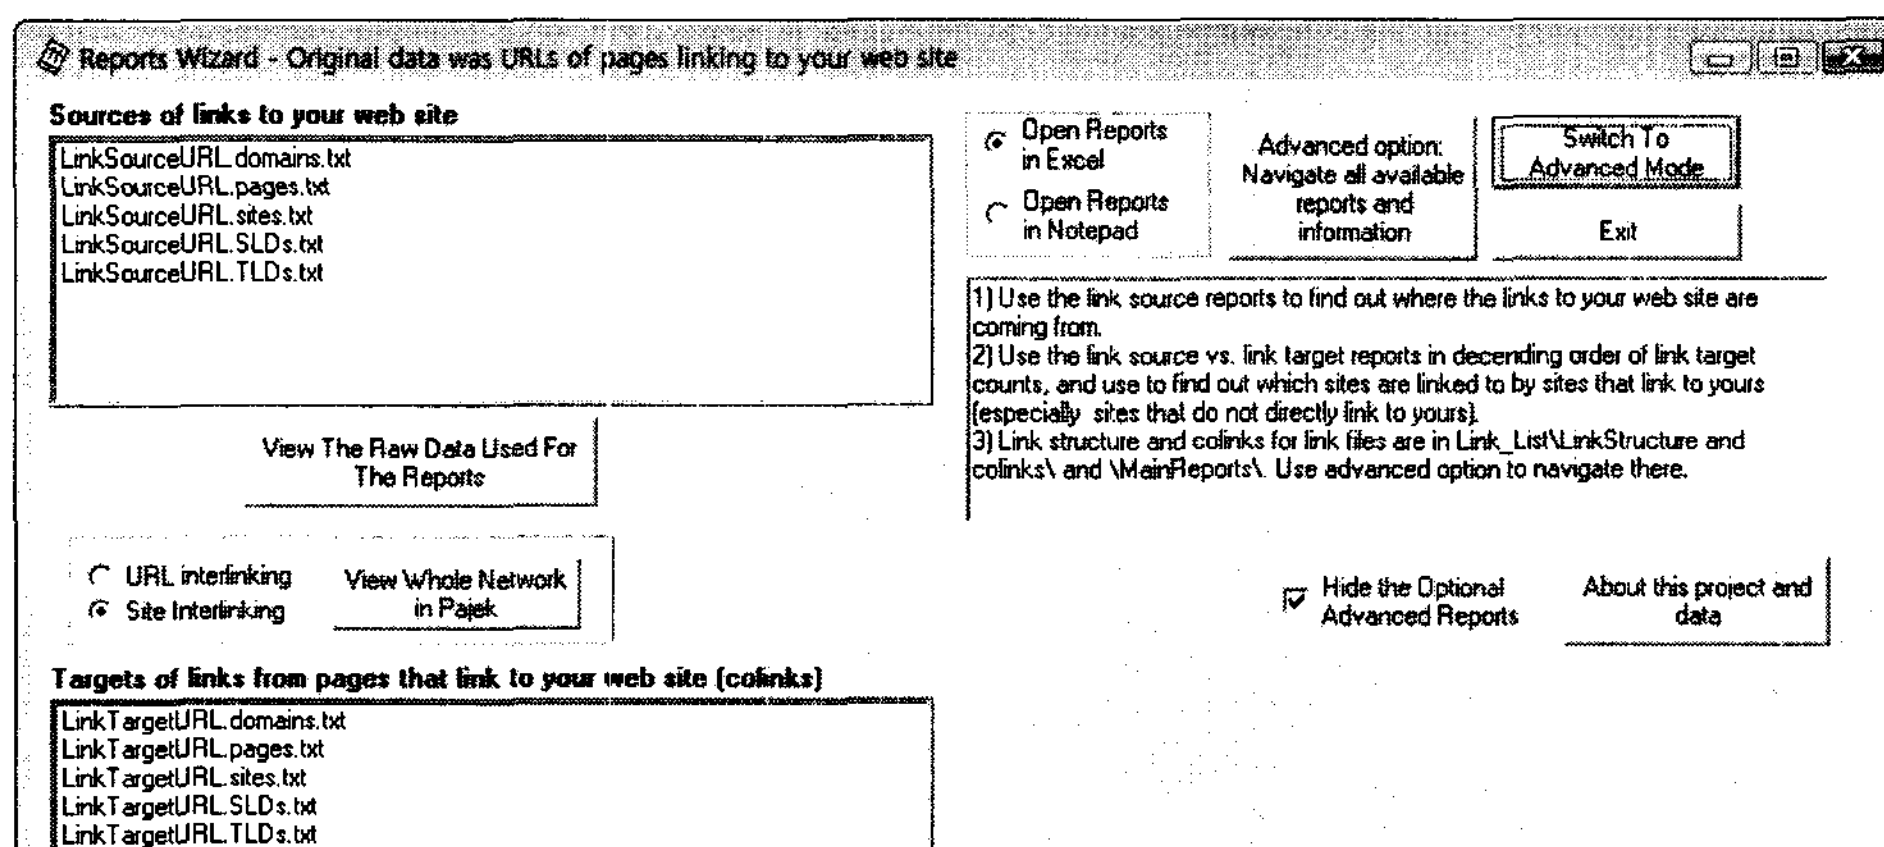 Reports Wizard - Original data was URLs of pages linking to your web site
Sources of links to your web site
LinkSourceURL.domains.txt
LinkSourceURL.pages.txt
LinkSourceURL.sites.txt
LinkSourceURL.SLDs.txt
LinkSourceURL.TLDs.txt
View The Raw Data Used For
The Reports
Open Reports
in Excel
Open Reports
in Notepad
Advanced option:
Navigate all available
reports and
information
Switch To
Advanced Mode
Exit
1) Use the link source reports to find out where the links to your web site are
coming from.
2) Use the link source vs. link target reports in decending order of link target
counts, and use to find out which sites are linked to by sites that link to yours
(especially sites that do not directly link to yours).
3) Link structure and colinks for link files are in Link_List\LinkStructure and
colinks\ and \MainReports\. Use advanced option to navigate there.
URL interlinking
Site Interlinking
View Whole Network
in Pajek
Hide the Optional
Advanced Reports
About this project and
data
Targets of links from pages that link to your web site (colinks)
LinkTargetURL.domains.txt
LinkTargetURL.pages.txt
LinkTargetURL.sites.txt
LinkTargetURL.SLDs.txt
LinkTargetURL.TLDs.txt